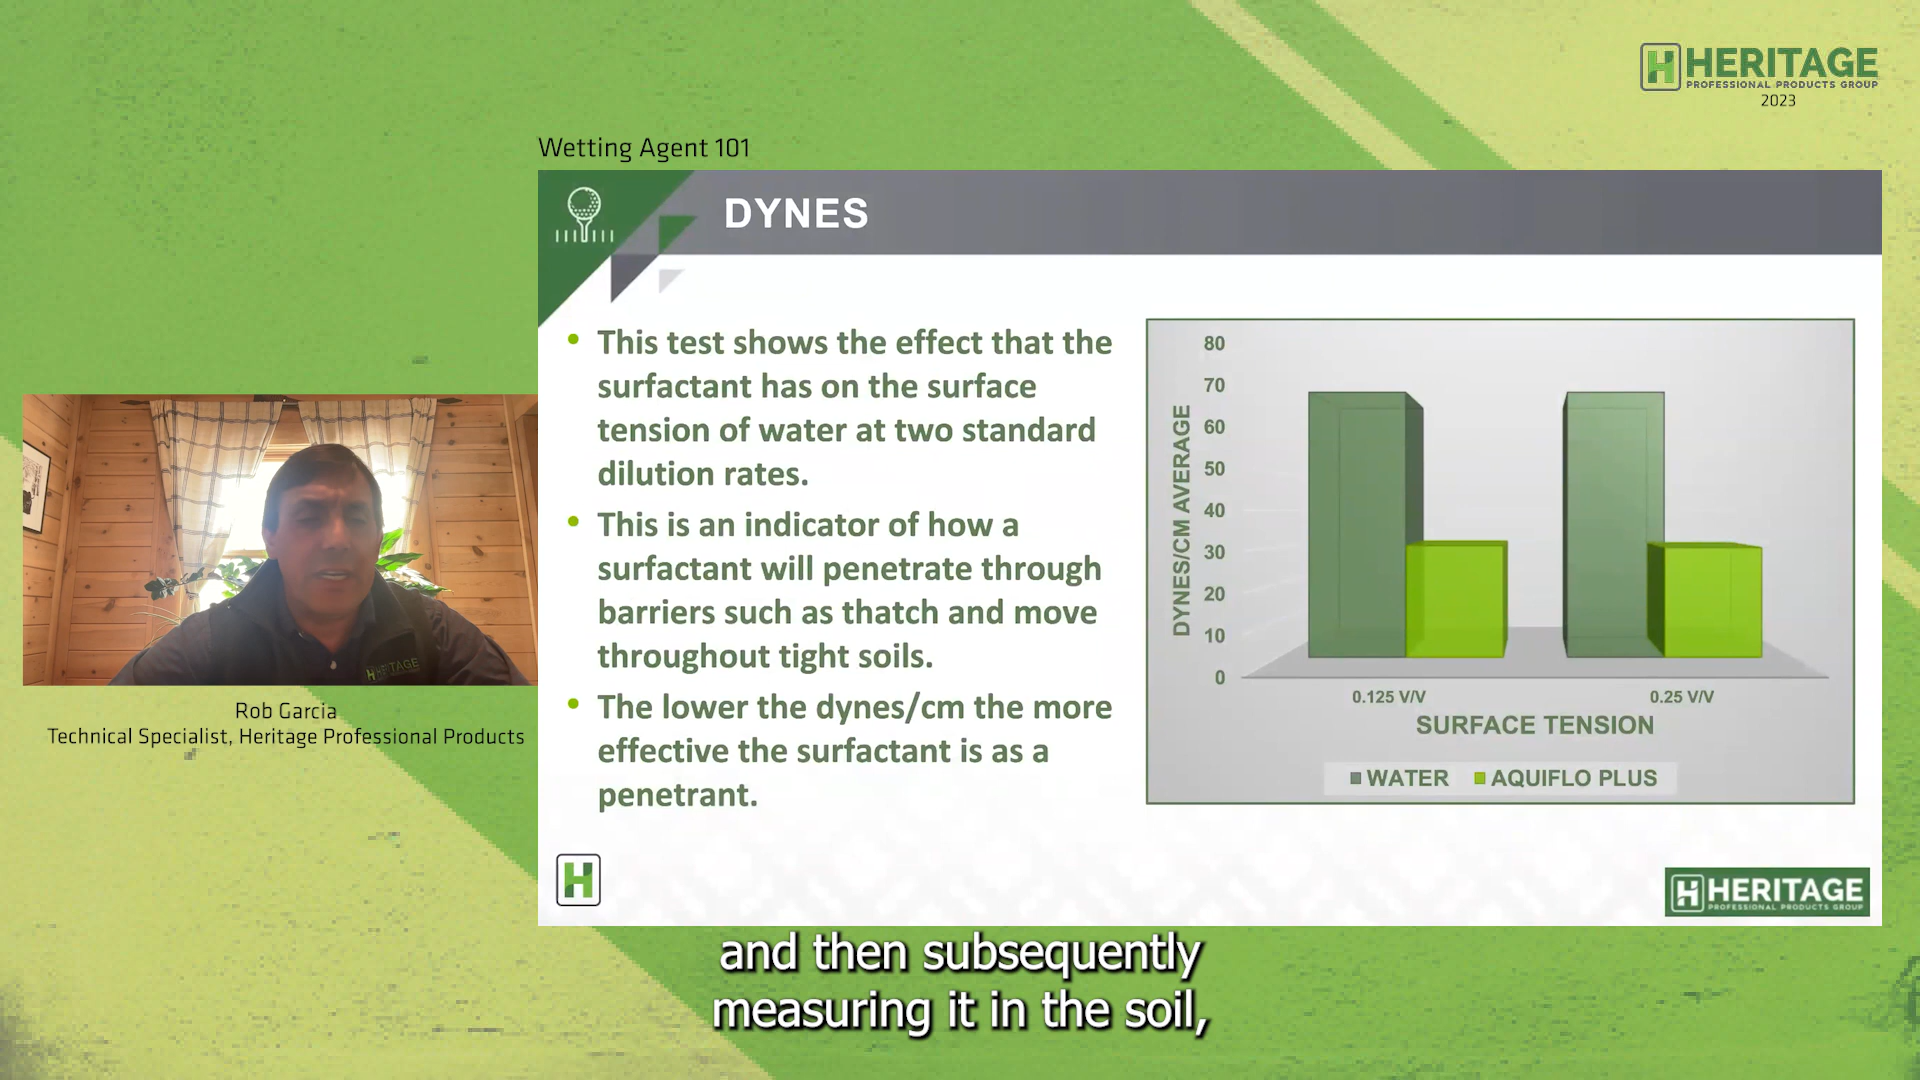 HERITAGE
PROFESSIONAL PRODUCTS GROUP
2023
Wetting Agent 101
DYNES
• This test shows the effect that the
surfactant has on the surface
tension of water at two standard
dilution rates.
• This is an indicator of how a
surfactant will penetrate through
barriers such as thatch and move
throughout tight soils.
• The lower the dynes/cm the more
effective the surfactant is as a
penetrant.
DYNES/CM AVERAGE
80
70
60
50
40
30
20
10
0
0.125 V/V
0.25 V/V
SURFACE TENSION
WATER
AQUIFLO PLUS
HERITAGE
Rob Garcia
Technical Specialist, Heritage Professional Products
H
HERITAGE
PROFESSIONAL PRODUCTS GROUP
and then subsequently
measuring it in the soil,